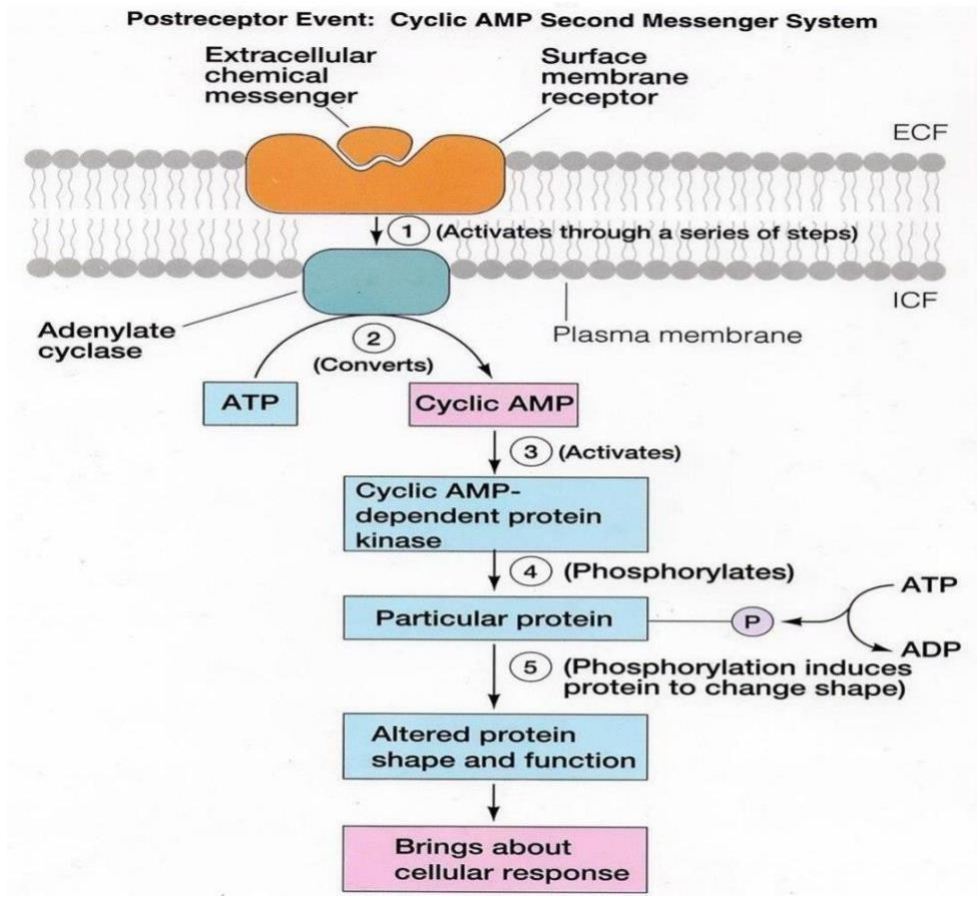 Postreceptor Event: Cyclic AMP Second Messenger System
Extracellular
chemical
messenger
Surface
membrane
receptor
ECF
1 (Activates through a series of steps)
ICF
Adenylate
cyclase
2
(Converts)
Plasma membrane
ATP
Cyclic AMP
3 (Activates)
Cyclic AMP-
dependent protein
kinase
4 (Phosphorylates)
ATP
Particular protein
P
ADP
5 (Phosphorylation induces
protein to change shape)
Altered protein
shape and function
Brings about
cellular response